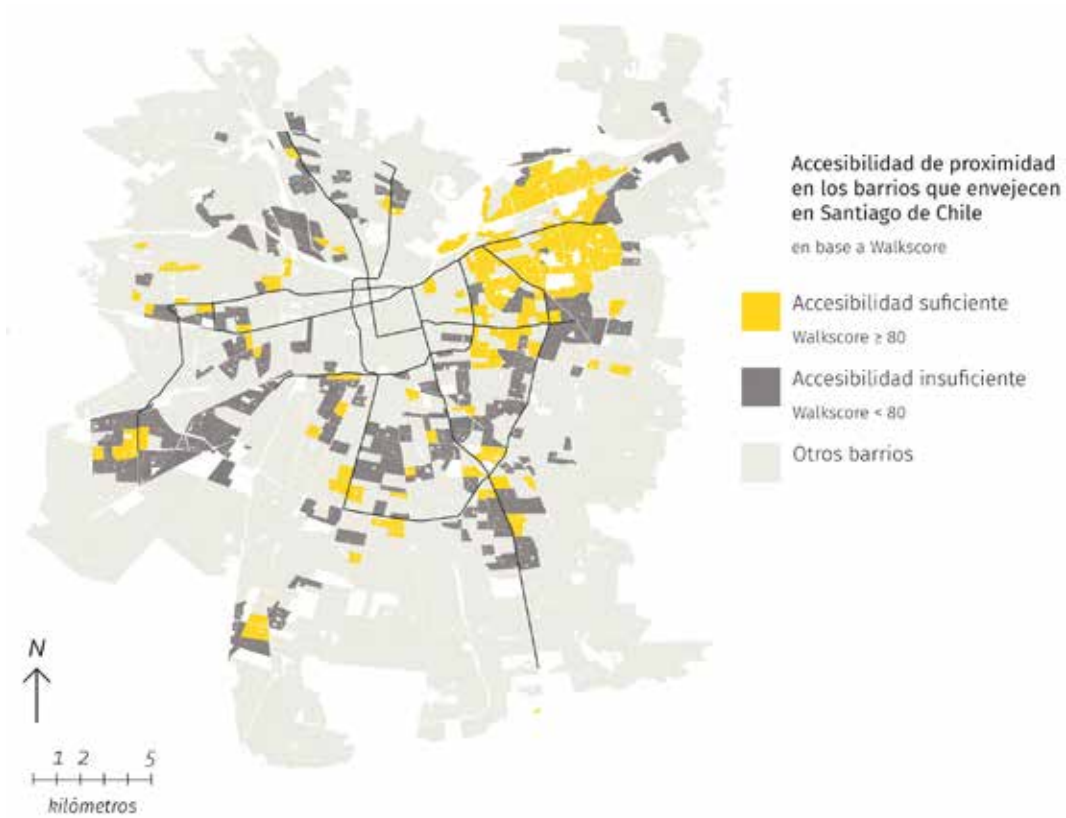 Accesibilidad de proximidad
en los barrios que envejecen
en Santiago de Chile
en base a Walkscore
Accesibilidad suficiente
Walkscore ≥ 80
Accesibilidad insuficiente
Walkscore < 80
Otros barrios
N
1 2 5
kilómetros